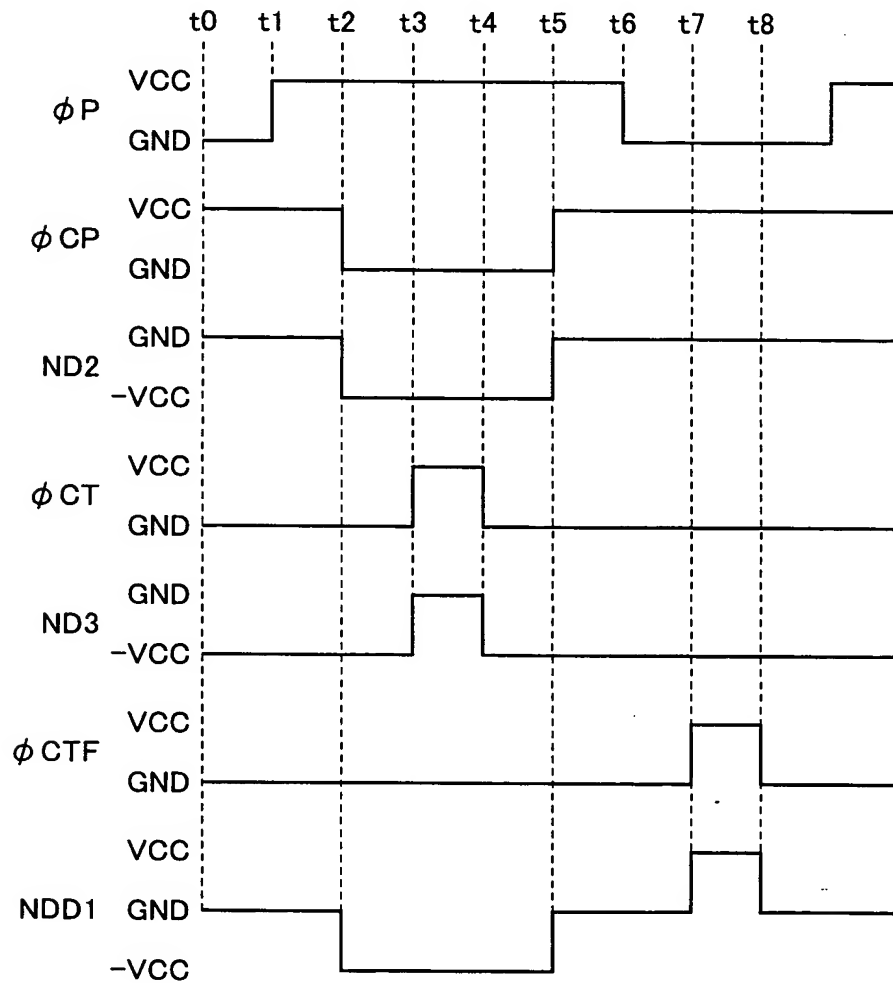 t0 t1 t2 t3 t4 t5 t6 t7 t8
VCC
φP
GND
VCC
φCP
GND
GND
ND2
-VCC
VCC
φCT
GND
GND
ND3
-VCC
VCC
φCTF
GND
VCC
NDD1 GND
-VCC